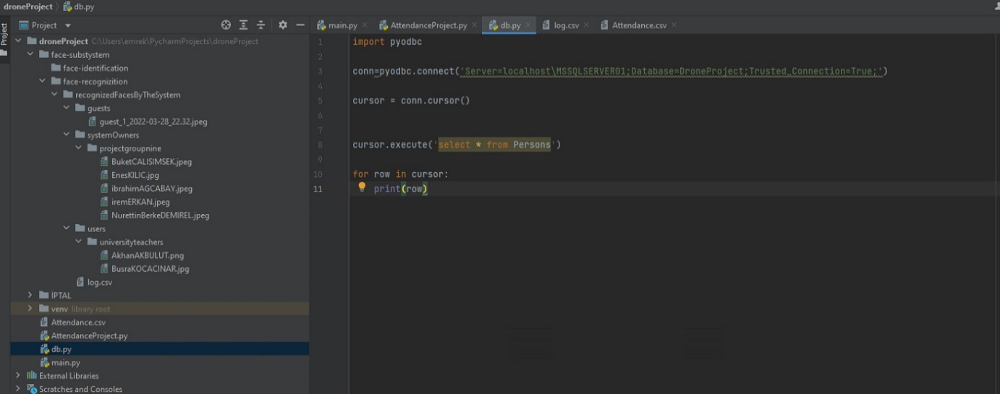 droneProject db.py
Project
Project
main.py AttendanceProject.py db.py log.csv Attendance.csv
droneProject C:\Users\emrek\PycharmProjects\droneProject
face-substystem
face-identification
face-recognizition
recognizedFacesByTheSystem
guests
guest_1_2022-03-28_22.32.jpeg
systemOwners
projectgroupnine
BuketCALISIMSEK.jpeg
EnesKILIC.jpg
ibrahimAGCABAY.jpeg
iremERKAN.jpeg
NurettinBerkeDEMIREL.jpeg
users
universityteachers
AkhanAKBULUT.png
BusraKOCACINAR.jpg
log.csv
İPTAL
venv library root
Attendance.csv
AttendanceProject.py
db.py
main.py
External Libraries
Scratches and Consoles
1 import pyodbc
2
3 conn=pyodbc.connect('Server=localhost\MSSQLSERVER01;Database=DroneProject;Trusted_Connection=True;')
4
5 cursor = conn.cursor()
6
7
8 cursor.execute('select * from Persons')
9
10 for row in cursor:
11 print(row)